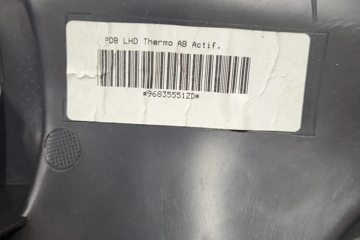 PDB LHD Thermo AB Actif.
*96835551ZD*